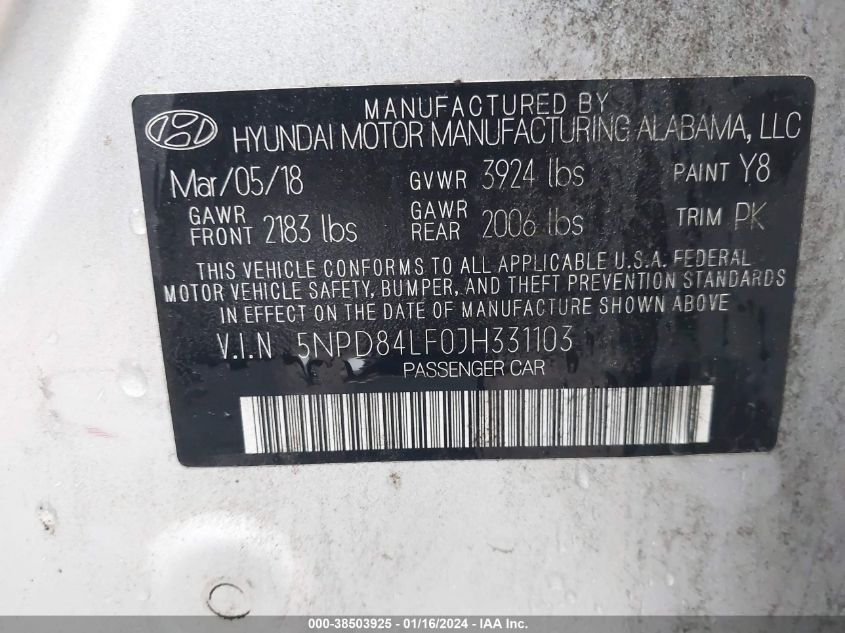 MANUFACTURED BY
HYUNDAI MOTOR MANUFACTURING ALABAMA, LLC
Mar/05/18 GVWR 3924 lbs PAINT Y8
GAWR FRONT 2183 lbs GAWR REAR 2006 lbs TRIM PK
THIS VEHICLE CONFORMS TO ALL APPLICABLE U.S.A. FEDERAL
MOTOR VEHICLE SAFETY, BUMPER, AND THEFT PREVENTION STANDARDS
IN EFFECT ON THE DATE OF MANUFACTURE SHOWN ABOVE
V.I.N 5NPD84LF0JH331103
PASSENGER CAR
C
000-38503925 - 01/16/2024 - IAA Inc.